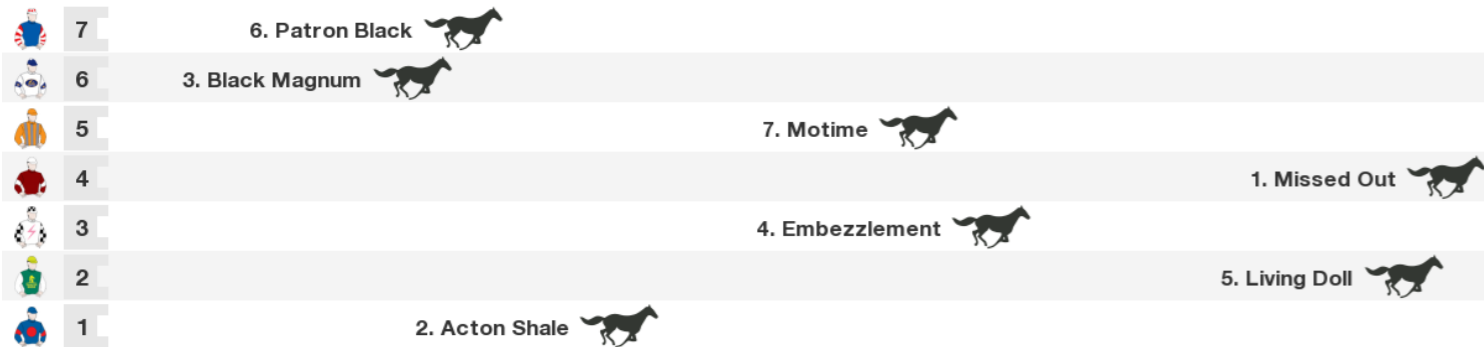 7 6. Patron Black
6 3. Black Magnum
5 7. Motime
4 1. Missed Out
3 4. Embezzlement
2 5. Living Doll
1 2. Acton Shale